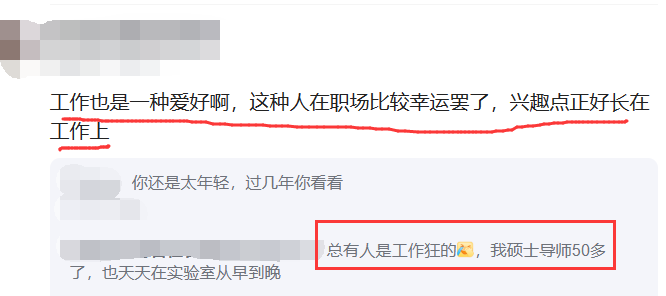 工作也是一种爱好啊，这种人在职场比较幸运罢了，兴趣点正好长在
工作上
你还是太年轻，过几年你看看
总有人是工作狂的，我硕士导师50多
了，也天天在实验室从早到晚